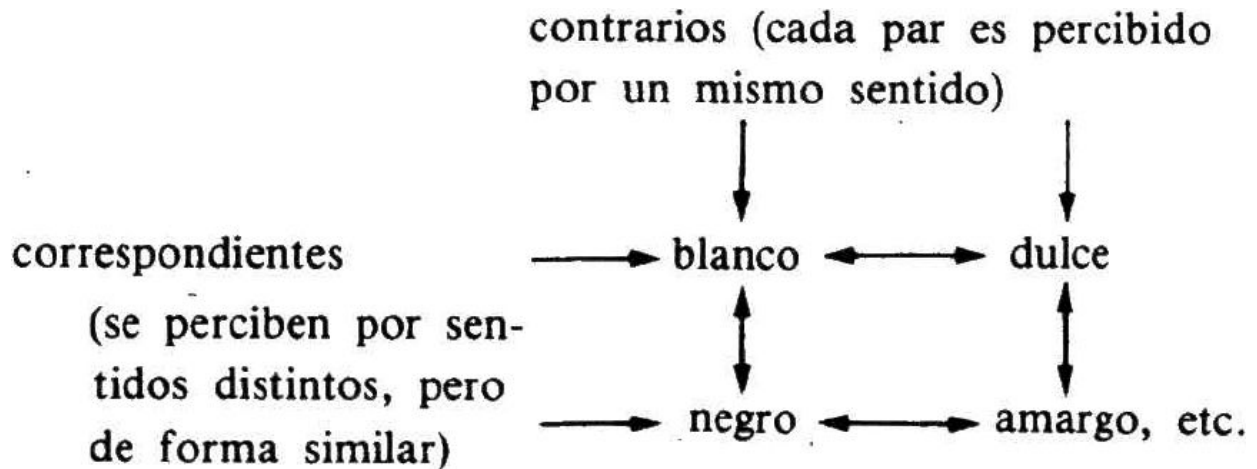 contrarios (cada par es percibido
por un mismo sentido)
correspondientes
blanco
dulce
(se perciben por sen-
tidos distintos, pero
de forma similar)
negro
amargo, etc.